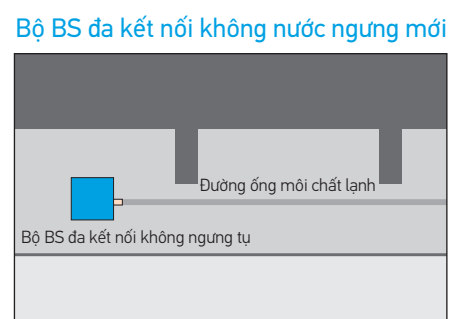 Bộ BS đa kết nối không nước ngưng mới
Đường ống môi chất lạnh
Bộ BS đa kết nối không ngưng tụ